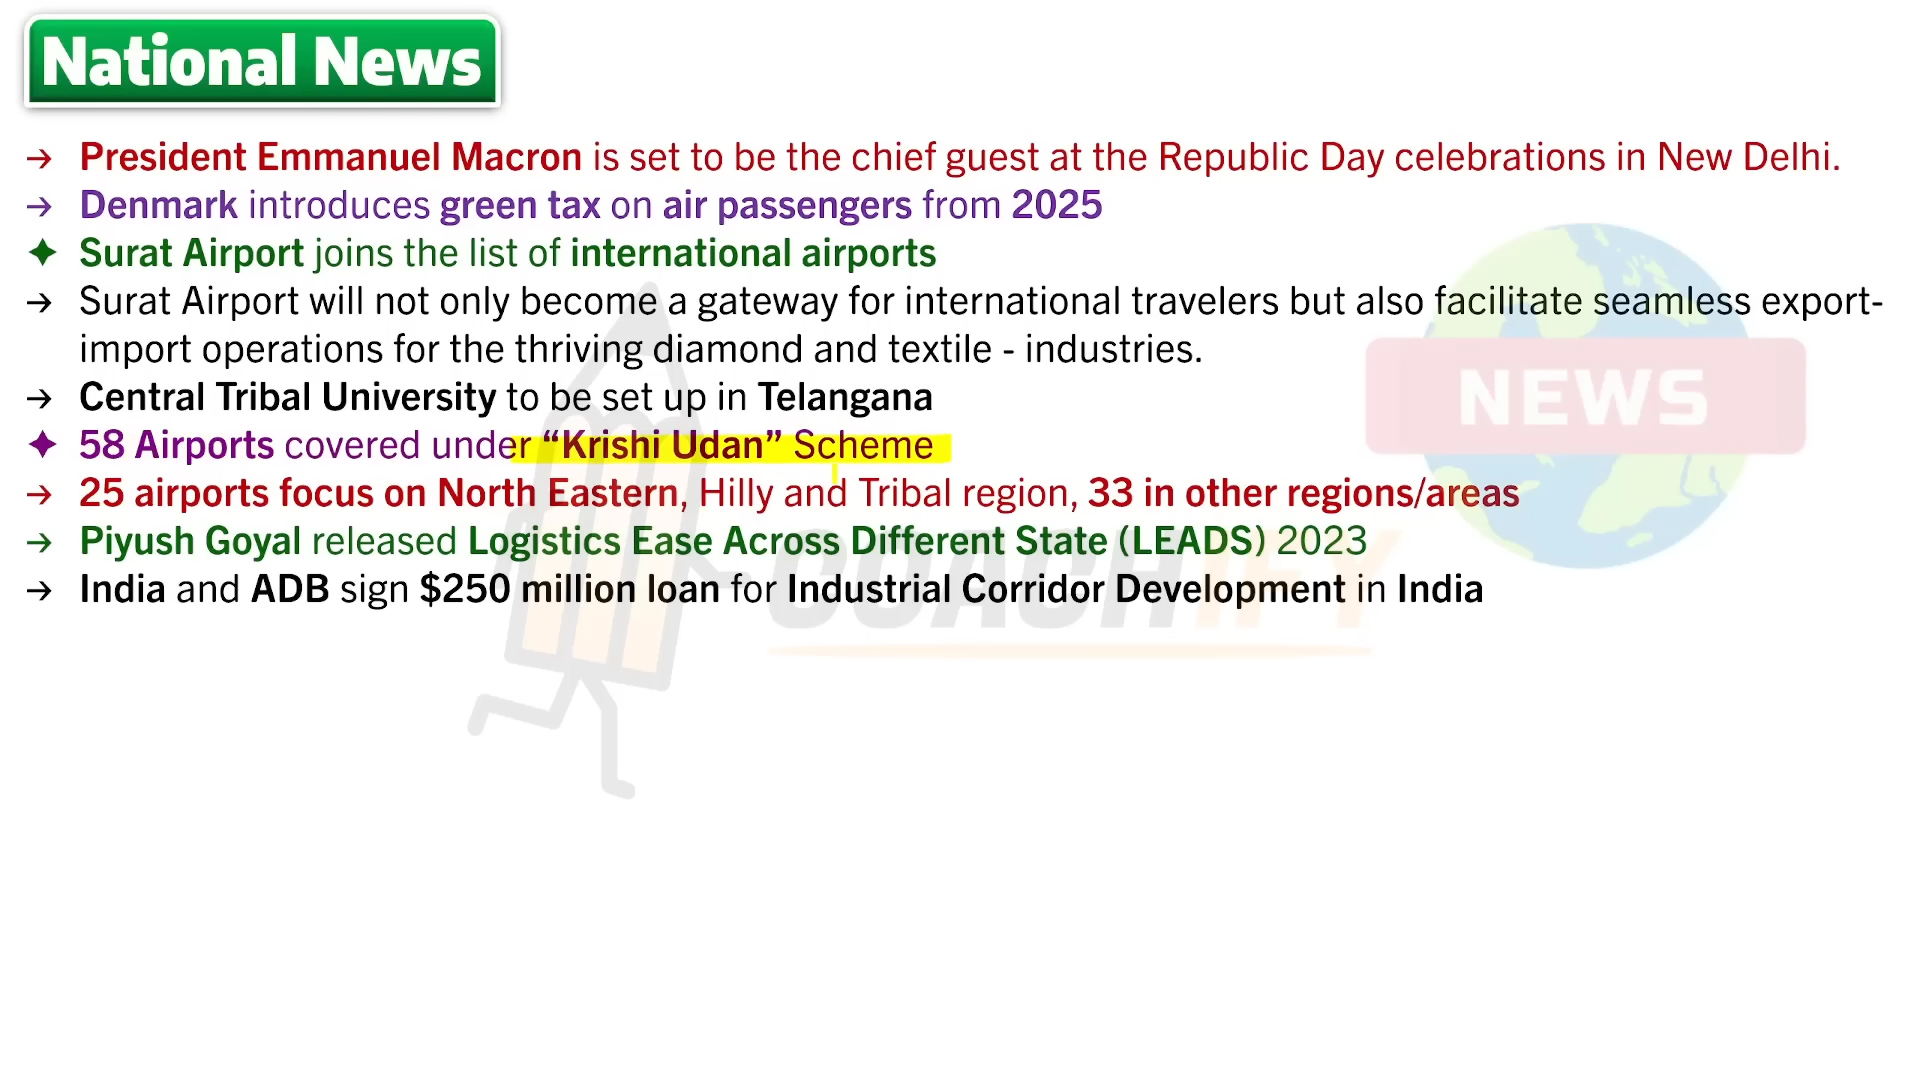 National News
→ President Emmanuel Macron is set to be the chief guest at the Republic Day celebrations in New Delhi.
→ Denmark introduces green tax on air passengers from 2025
✦ Surat Airport joins the list of international airports
→ Surat Airport will not only become a gateway for international travelers but also facilitate seamless export-
import operations for the thriving diamond and textile - industries.
→ Central Tribal University to be set up in Telangana
✦ 58 Airports covered under “Krishi Udan” Scheme
→ 25 airports focus on North Eastern, Hilly and Tribal region, 33 in other regions/areas
→ Piyush Goyal released Logistics Ease Across Different State (LEADS) 2023
→ India and ADB sign $250 million loan for Industrial Corridor Development in India
NEWS
COACHIFY